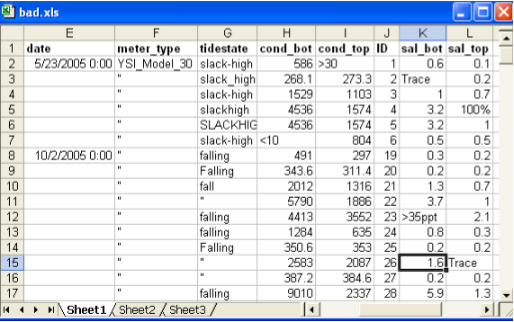 bad.xls
E F G H I J K L
1 date meter_type tidestate cond_bot cond_top ID sal_bot sal_top
2 5/23/2005 0:00 YSI_Model_30 slack-high 586 >30 1 0.6 0.1
3 " slack_high 268.1 273.3 2 Trace 0.2
4 " slack-high 1529 1103 3 1 0.7
5 " slackhigh 4536 1574 4 3.2 100%
6 " SLACKHIG 4536 1574 5 3.2 1
7 " slack-high <10 804 6 0.5 0.5
8 10/2/2005 0:00 " falling 491 297 19 0.3 0.2
9 " Falling 343.6 311.4 20 0.2 0.2
10 " fall 2012 1316 21 1.3 0.7
11 " " 5790 1886 22 3.7 1
12 " falling 4413 3552 23 >35ppt 2.1
13 " falling 1284 635 24 0.8 0.3
14 " Falling 350.6 353 25 0.2 0.2
15 " " 2583 2087 26 1.6 Trace
16 " " 387.2 384.6 27 0.2 0.2
17 " falling 9010 2337 28 5.9 1.3
Sheet1 Sheet2 Sheet3